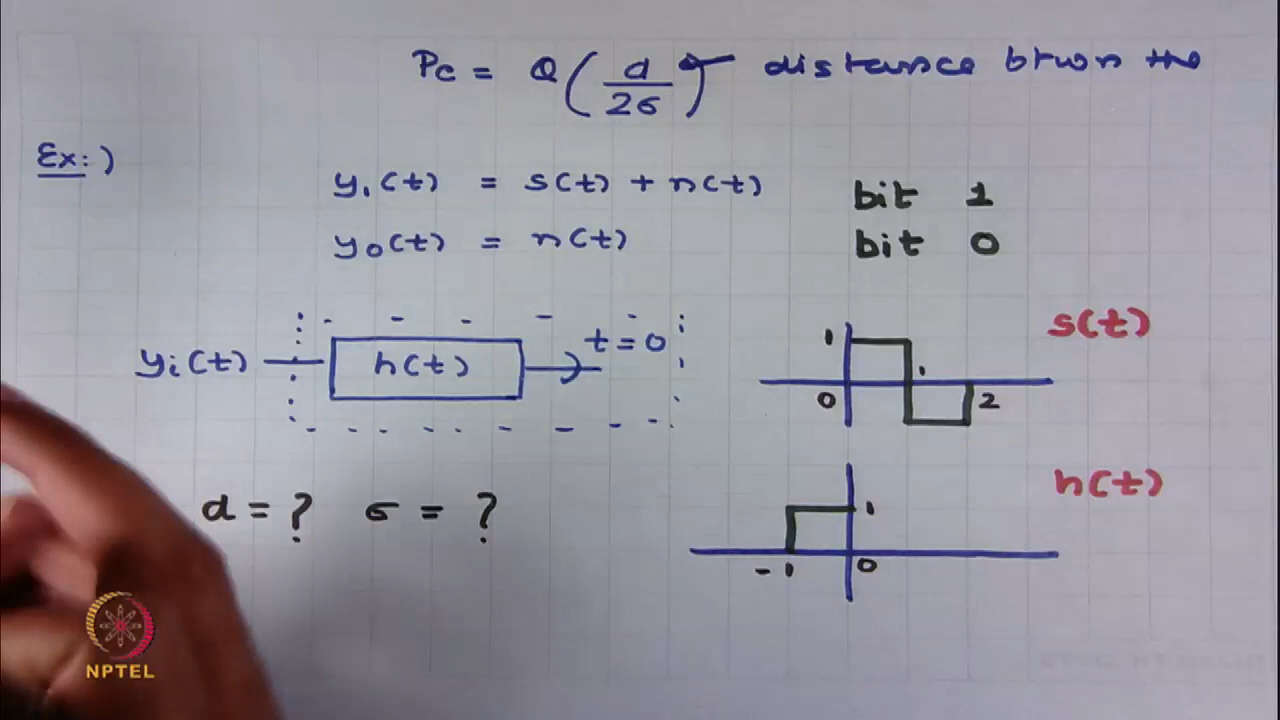 Pe = Q(d/2σ) distance btwn the
Ex:)
y₁(t) = s(t) + n(t) bit 1
y₀(t) = n(t) bit 0
yᵢ(t) h(t) t=0
s(t)
1
1
0 2
d = ? σ = ?
h(t)
1
-1 0
NPTEL